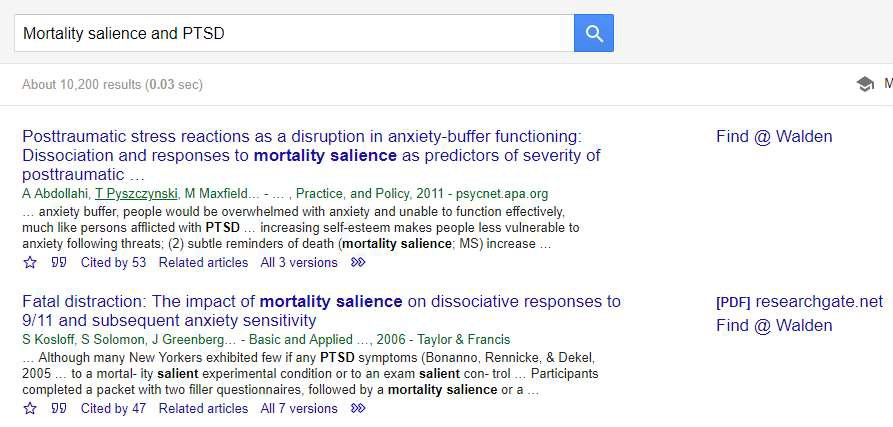 Mortality salience and PTSD
About 10,200 results (0.03 sec)
M
Posttraumatic stress reactions as a disruption in anxiety-buffer functioning:
Dissociation and responses to mortality salience as predictors of severity of
posttraumatic …
A Abdollahi, T Pyszczynski, M Maxfield… - … , Practice, and Policy, 2011 - psycnet.apa.org
… anxiety buffer, people would be overwhelmed with anxiety and unable to function effectively,
much like persons afflicted with PTSD … increasing self-esteem makes people less vulnerable to
anxiety following threats; (2) subtle reminders of death (mortality salience; MS) increase …
Cited by 53 Related articles All 3 versions
Find @ Walden
Fatal distraction: The impact of mortality salience on dissociative responses to
9/11 and subsequent anxiety sensitivity
S Kosloff, S Solomon, J Greenberg… - Basic and Applied …, 2006 - Taylor & Francis
… Although many New Yorkers exhibited few if any PTSD symptoms (Bonanno, Rennicke, & Dekel,
2005 … to a mortal- ity salient experimental condition or to an exam salient con- trol … Participants
completed a packet with two filler questionnaires, followed by a mortality salience or a …
Cited by 47 Related articles All 7 versions
[PDF] researchgate.net
Find @ Walden